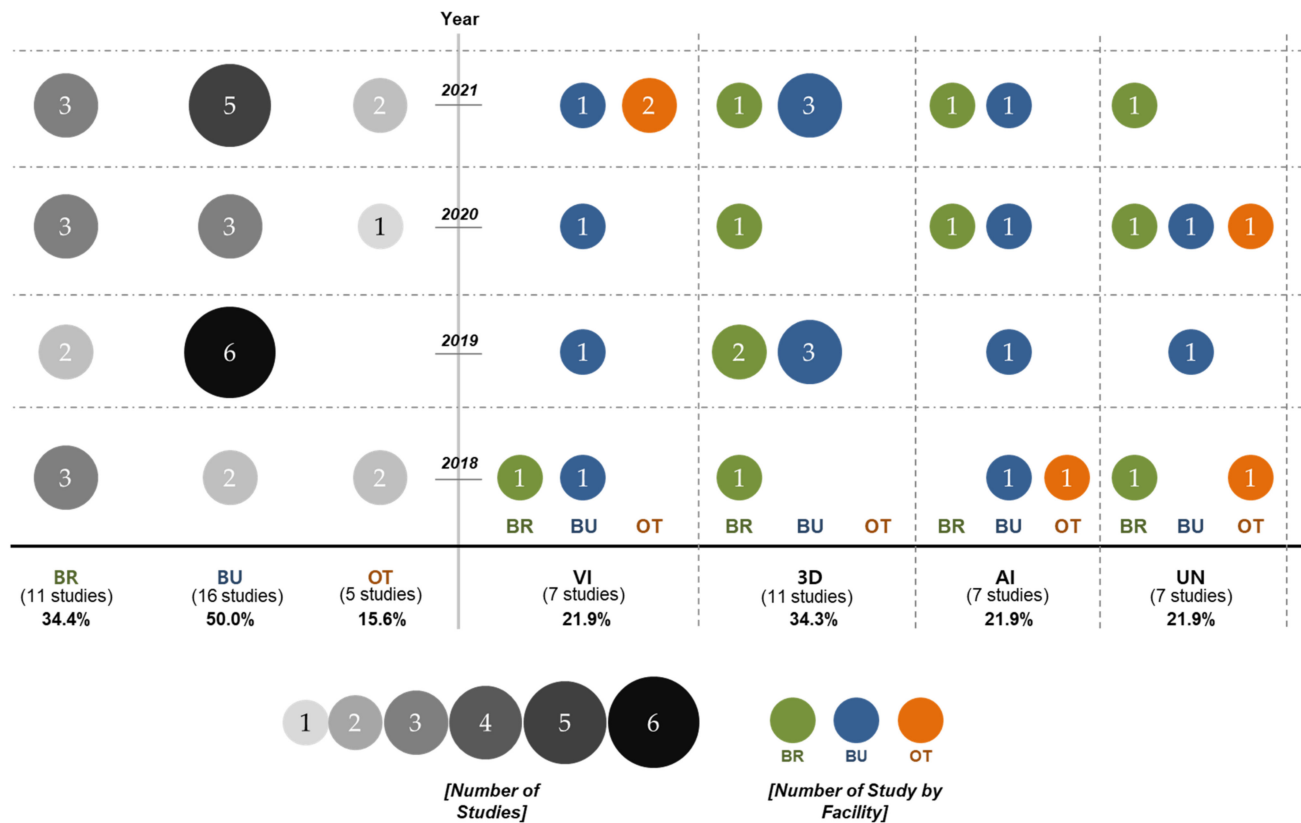 Year
3 5 2 2021 1 2 1 3 1 1 1
3 3 1 2020 1 1 1 1 1 1 1
2 6 2019 1 2 3 1 1
3 2 2 2018 1 1 1 1 1 1 1
BR BU OT BR BU OT BR BU OT BR BU OT
BR BU OT VI 3D AI UN
(11 studies) (16 studies) (5 studies) (7 studies) (11 studies) (7 studies) (7 studies)
34.4% 50.0% 15.6% 21.9% 34.3% 21.9% 21.9%
1 2 3 4 5 6
BR BU OT
[Number of Studies]
[Number of Study by Facility]